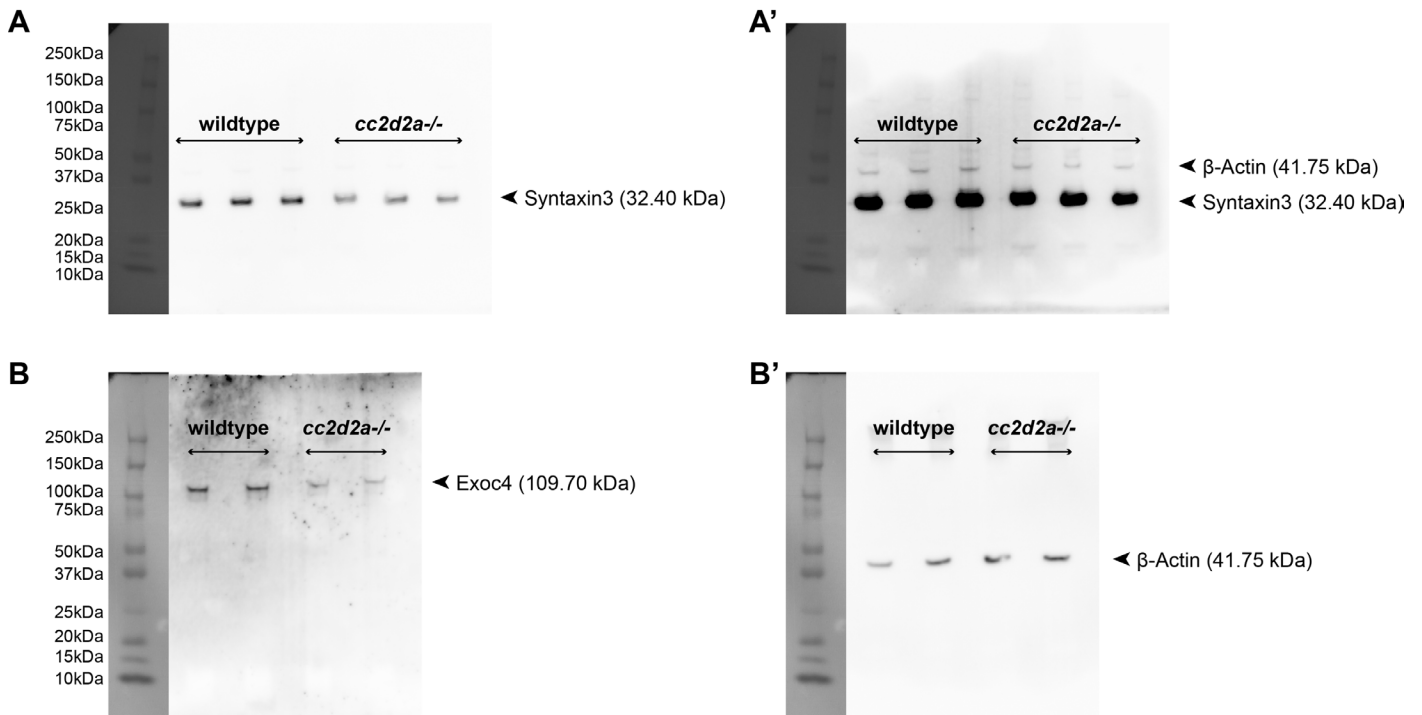 A
250kDa
150kDa
100kDa
75kDa
50kDa
37kDa
25kDa
20kDa
15kDa
10kDa
wildtype
cc2d2a-/-
Syntaxin3 (32.40 kDa)
A’
wildtype
cc2d2a-/-
β-Actin (41.75 kDa)
Syntaxin3 (32.40 kDa)
B
250kDa
150kDa
100kDa
75kDa
50kDa
37kDa
25kDa
20kDa
15kDa
10kDa
wildtype
cc2d2a-/-
Exoc4 (109.70 kDa)
B’
wildtype
cc2d2a-/-
β-Actin (41.75 kDa)